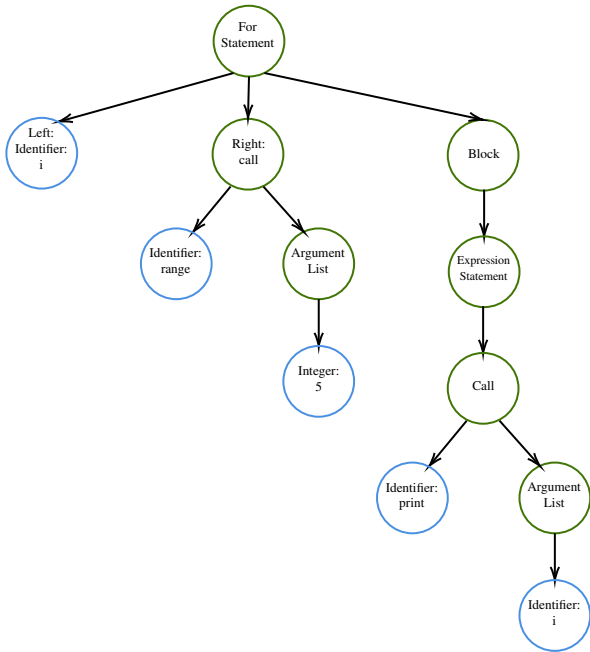 For
Statement
Left:
Identifier:
i
Right:
call
Block
Identifier:
range
Argument
List
Expression
Statement
Integer:
5
Call
Identifier:
print
Argument
List
Identifier:
i